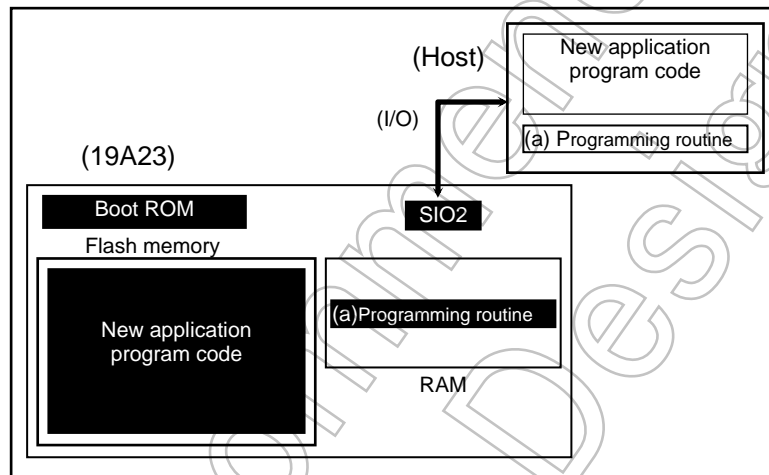 (Host)
New application
program code
(I/O)
(a) Programming routine
(19A23)
Boot ROM
SIO2
Flash memory
New application
program code
(a)Programming routine
RAM